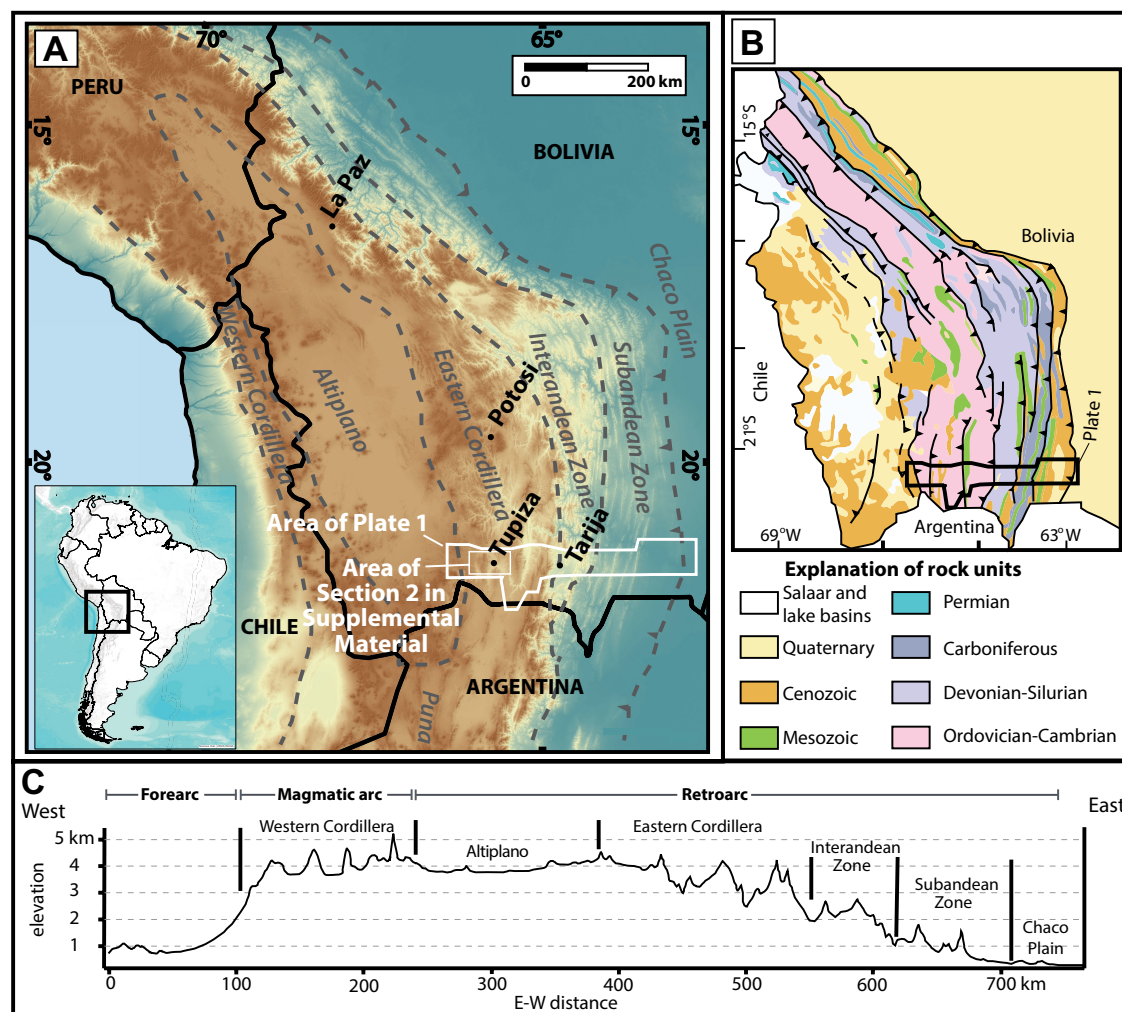 A
70°
65°
0
200 km
PERU
15°
15°
BOLIVIA
La Paz
Chaco Plain
Western Cordillera
Altiplano
Eastern Cordillera
Interandean Zone
Subandean Zone
Potosi
20°
20°
Tupiza
Tarija
Area of Plate 1
Area of
Section 2 in
Supplemental
Material
CHILE
ARGENTINA
Puna
B
15°S
Bolivia
Chile
21°S
Plate 1
Argentina
69°W
63°W
Explanation of rock units
Salaar and
lake basins
Quaternary
Cenozoic
Mesozoic
Permian
Carboniferous
Devonian-Silurian
Ordovician-Cambrian
C
Forearc
Magmatic arc
Retroarc
West
East
Western Cordillera
Eastern Cordillera
Altiplano
Interandean
Zone
Subandean
Zone
Chaco
Plain
5 km
4
3
2
1
elevation
0
100
200
300
400
500
600
700 km
E-W distance